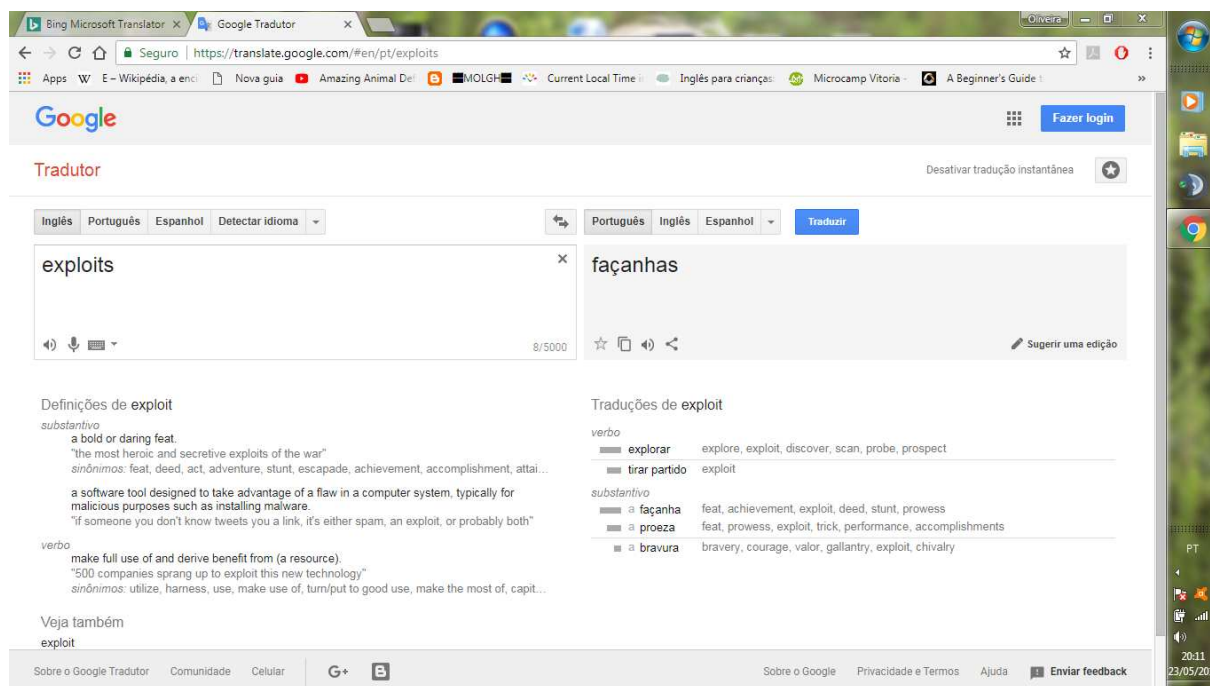 Bing Microsoft Translator
Google Tradutor
Oliveira
Seguro | https://translate.google.com/#en/pt/exploits
Apps W E – Wikipédia, a enci Nova guia Amazing Animal De MOLGH Current Local Time i Inglês para crianças: Microcamp Vitoria - A Beginner's Guide t »
Google
Fazer login
Tradutor
Desativar tradução instantânea
Inglês Português Espanhol Detectar idioma
Português Inglês Espanhol Traduzir
exploits
façanhas
8/5000
Sugerir uma edição
Definições de exploit
substantivo
a bold or daring feat.
"the most heroic and secretive exploits of the war"
sinônimos: feat, deed, act, adventure, stunt, escapade, achievement, accomplishment, attai…
a software tool designed to take advantage of a flaw in a computer system, typically for
malicious purposes such as installing malware.
"if someone you don't know tweets you a link, it's either spam, an exploit, or probably both"
verbo
make full use of and derive benefit from (a resource).
"500 companies sprang up to exploit this new technology"
sinônimos: utilize, harness, use, make use of, turn/put to good use, make the most of, capit…
Veja também
exploit
Traduções de exploit
verbo
explorar explore, exploit, discover, scan, probe, prospect
tirar partido exploit
substantivo
a façanha feat, achievement, exploit, deed, stunt, prowess
a proeza feat, prowess, exploit, trick, performance, accomplishments
a bravura bravery, courage, valor, gallantry, exploit, chivalry
Sobre o Google Tradutor Comunidade Celular G+ B
Sobre o Google Privacidade e Termos Ajuda Enviar feedback
PT
20:11
23/05/20